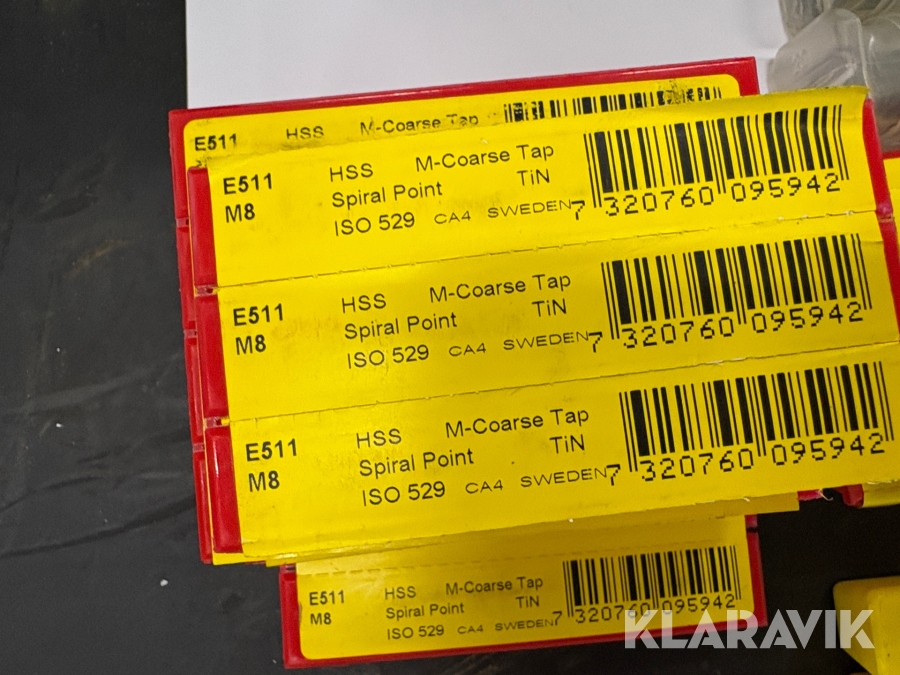 E511 HSS M-Coarse Tap
E511 HSS M-Coarse Tap
M8 Spiral Point TiN
ISO 529 CA4 SWEDEN 7 320760 095942
E511 HSS M-Coarse Tap
M8 Spiral Point TiN
ISO 529 CA4 SWEDEN 7 320760 095942
E511 HSS M-Coarse Tap
M8 Spiral Point TiN
ISO 529 CA4 SWEDEN 7 320760 095942
E511 HSS M-Coarse Tap
M8 Spiral Point TiN
ISO 529 CA4 SWEDEN 7 320760 095942
KLARAVIK